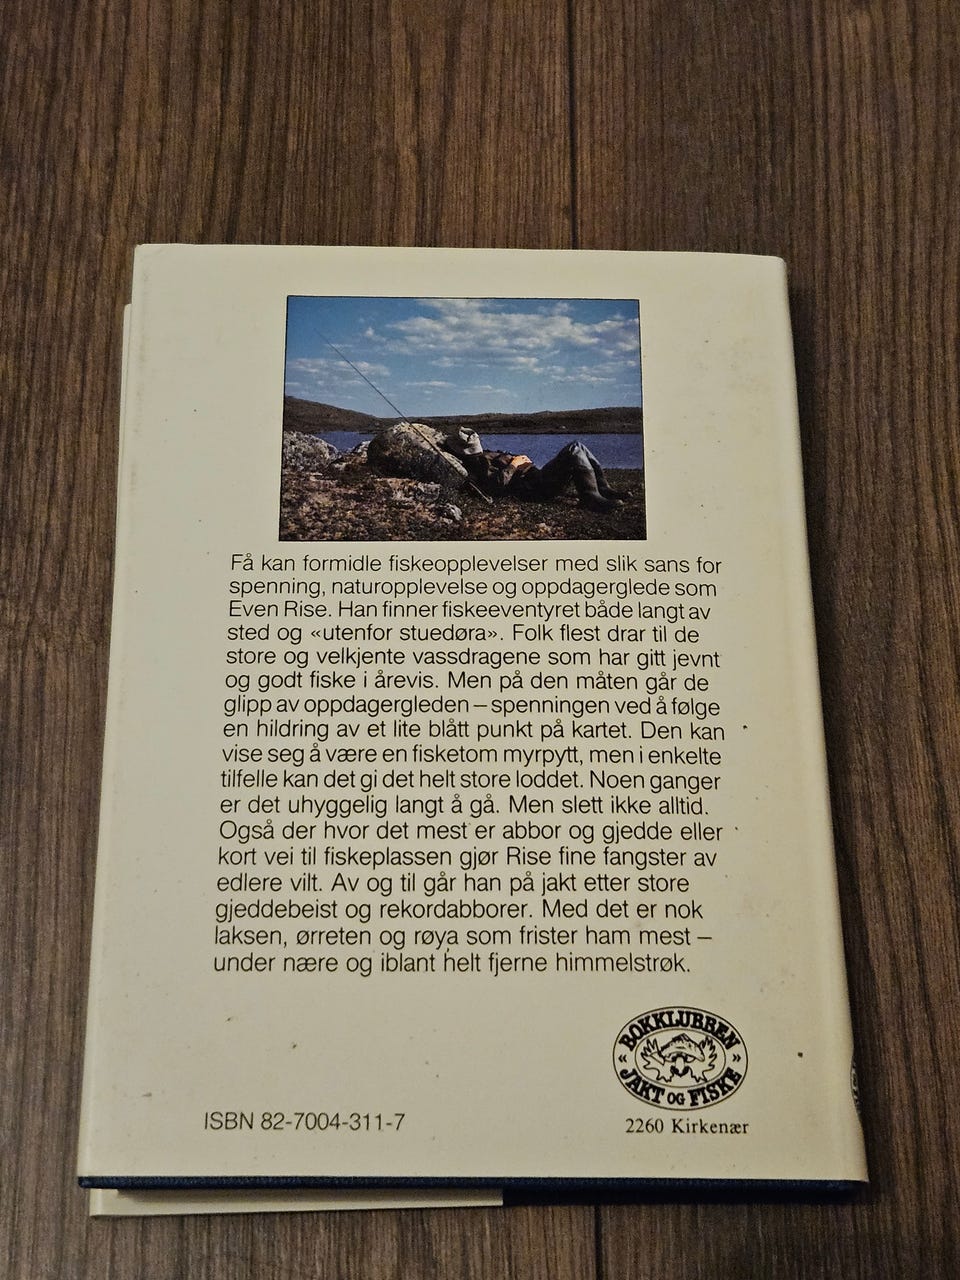 Få kan formidle fiskeopplevelser med slik sans for
spenning, naturopplevelse og oppdagerglede som
Even Rise. Han finner fiskeeventyret både langt av
sted og «utenfor stuedøra». Folk flest drar til de
store og velkjente vassdragene som har gitt jevnt
og godt fiske i årevis. Men på den måten går de
glipp av oppdagergleden – spenningen ved å følge
en hildring av et lite blått punkt på kartet. Den kan
vise seg å være en fisketom myrpytt, men i enkelte
tilfelle kan det gi det helt store loddet. Noen ganger
er det uhyggelig langt å gå. Men slett ikke alltid.
Også der hvor det mest er abbor og gjedde eller
kort vei til fiskeplassen gjør Rise fine fangster av
edlere vilt. Av og til går han på jakt etter store
gjeddebeist og rekordabborer. Med det er nok
laksen, ørreten og røya som frister ham mest –
under nære og iblant helt fjerne himmelstrøk.
BOKKLUBBEN
« »
JAKT OG FISKE
ISBN 82-7004-311-7
2260 Kirkenær